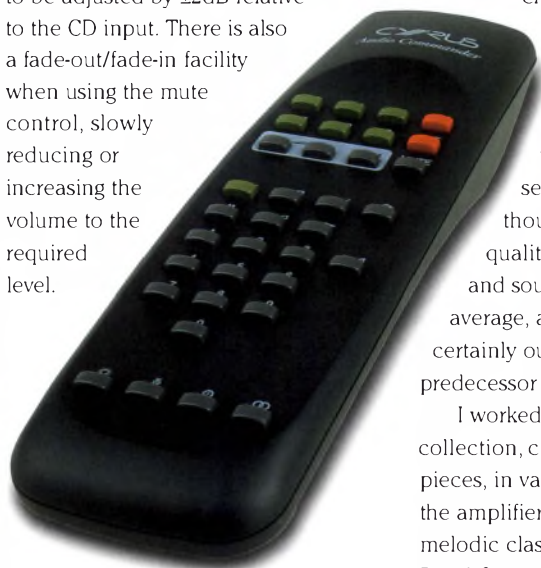 to be adjusted by ±2dB relative
to the CD input. There is also
a fade-out/fade-in facility
when using the mute
control, slowly
reducing or
increasing the
volume to the
required
level.
CYRUS
Audio Commander
se
thou
qualit
and sou
average, a
certainly ou
predecessor
I worked
collection, c
pieces, in va
the amplifier
melodic clas